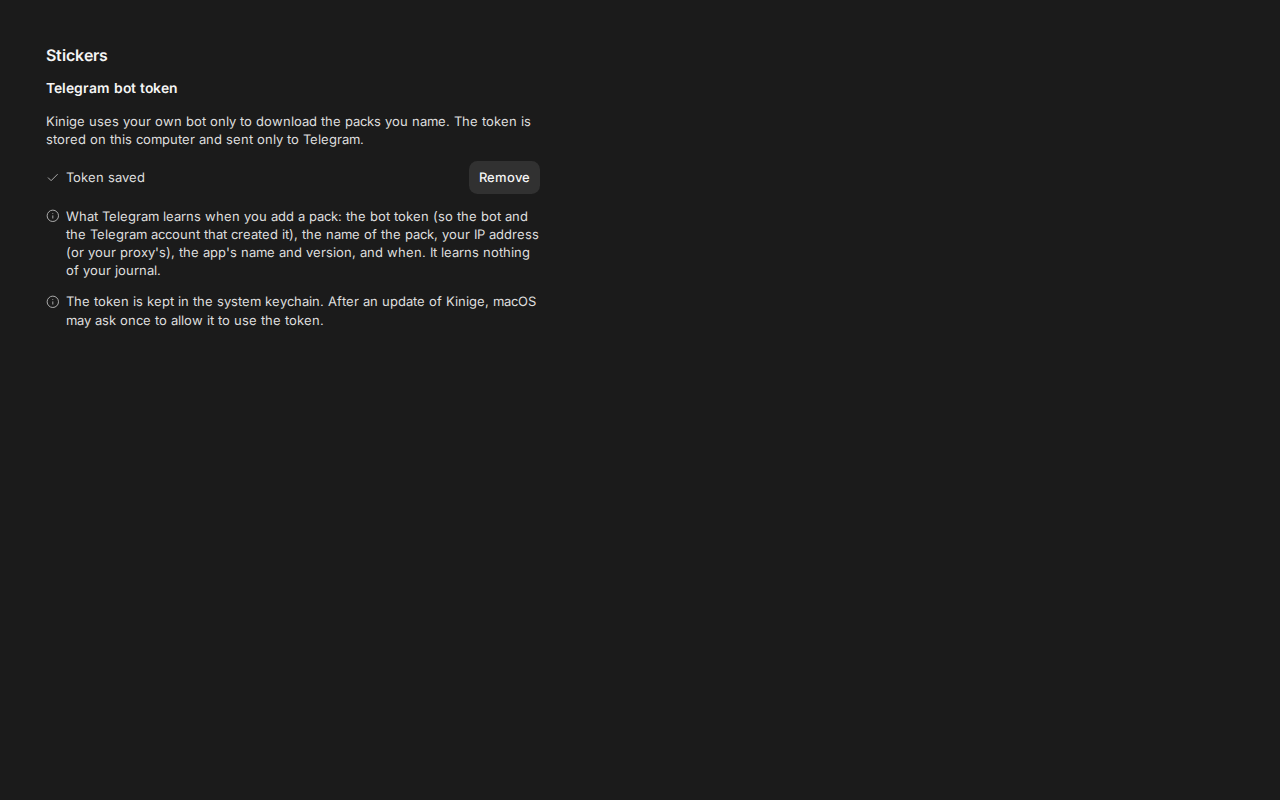 Stickers
Telegram bot token
Kinige uses your own bot only to download the packs you name. The token is
stored on this computer and sent only to Telegram.
Token saved
Remove
What Telegram learns when you add a pack: the bot token (so the bot and
the Telegram account that created it), the name of the pack, your IP address
(or your proxy's), the app's name and version, and when. It learns nothing
of your journal.
The token is kept in the system keychain. After an update of Kinige, macOS
may ask once to allow it to use the token.